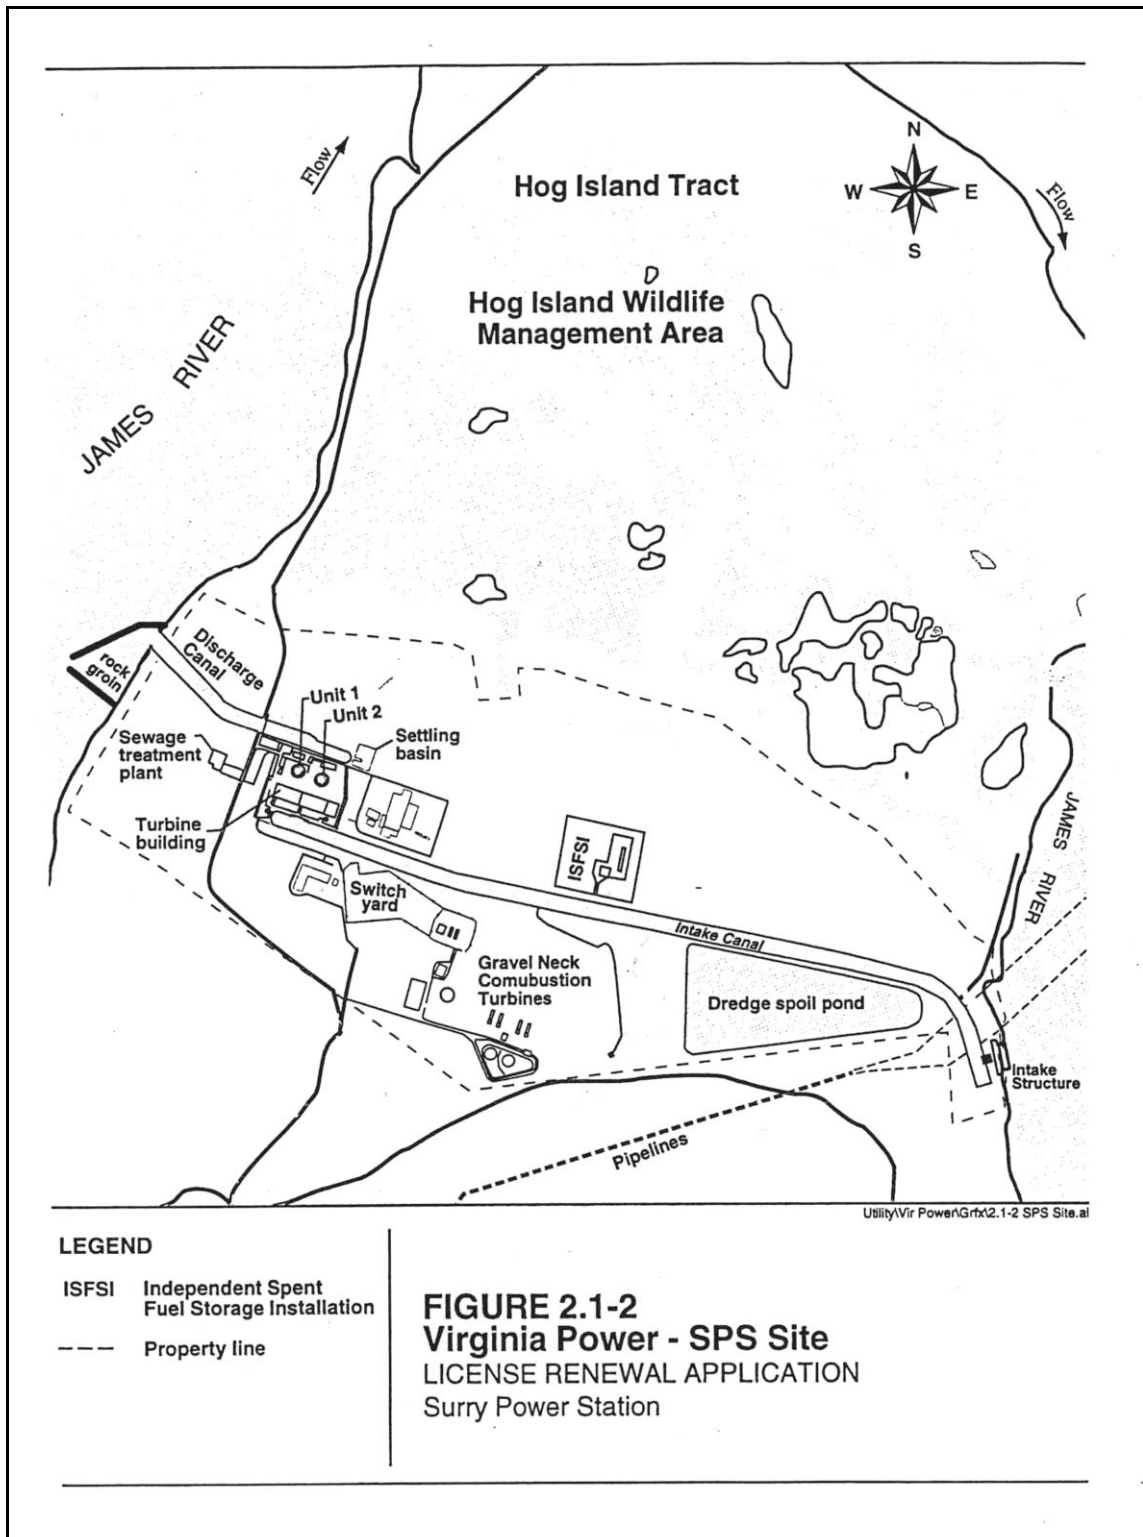 Flow
N
W
E
S
Flow
Hog Island Tract
Hog Island Wildlife
Management Area
JAMES RIVER
rock
groin
Discharge
Canal
Unit 1
Unit 2
Settling
basin
Sewage
treatment
plant
Turbine
building
ISFSI
JAMES
RIVER
Switch
yard
Intake Canal
Gravel Neck
Comubustion
Turbines
Dredge spoil pond
Intake
Structure
Pipelines
Utility\Vir Power\Grfx\2.1-2 SPS Site.ai
LEGEND
ISFSI Independent Spent
Fuel Storage Installation
Property line
FIGURE 2.1-2
Virginia Power - SPS Site
LICENSE RENEWAL APPLICATION
Surry Power Station